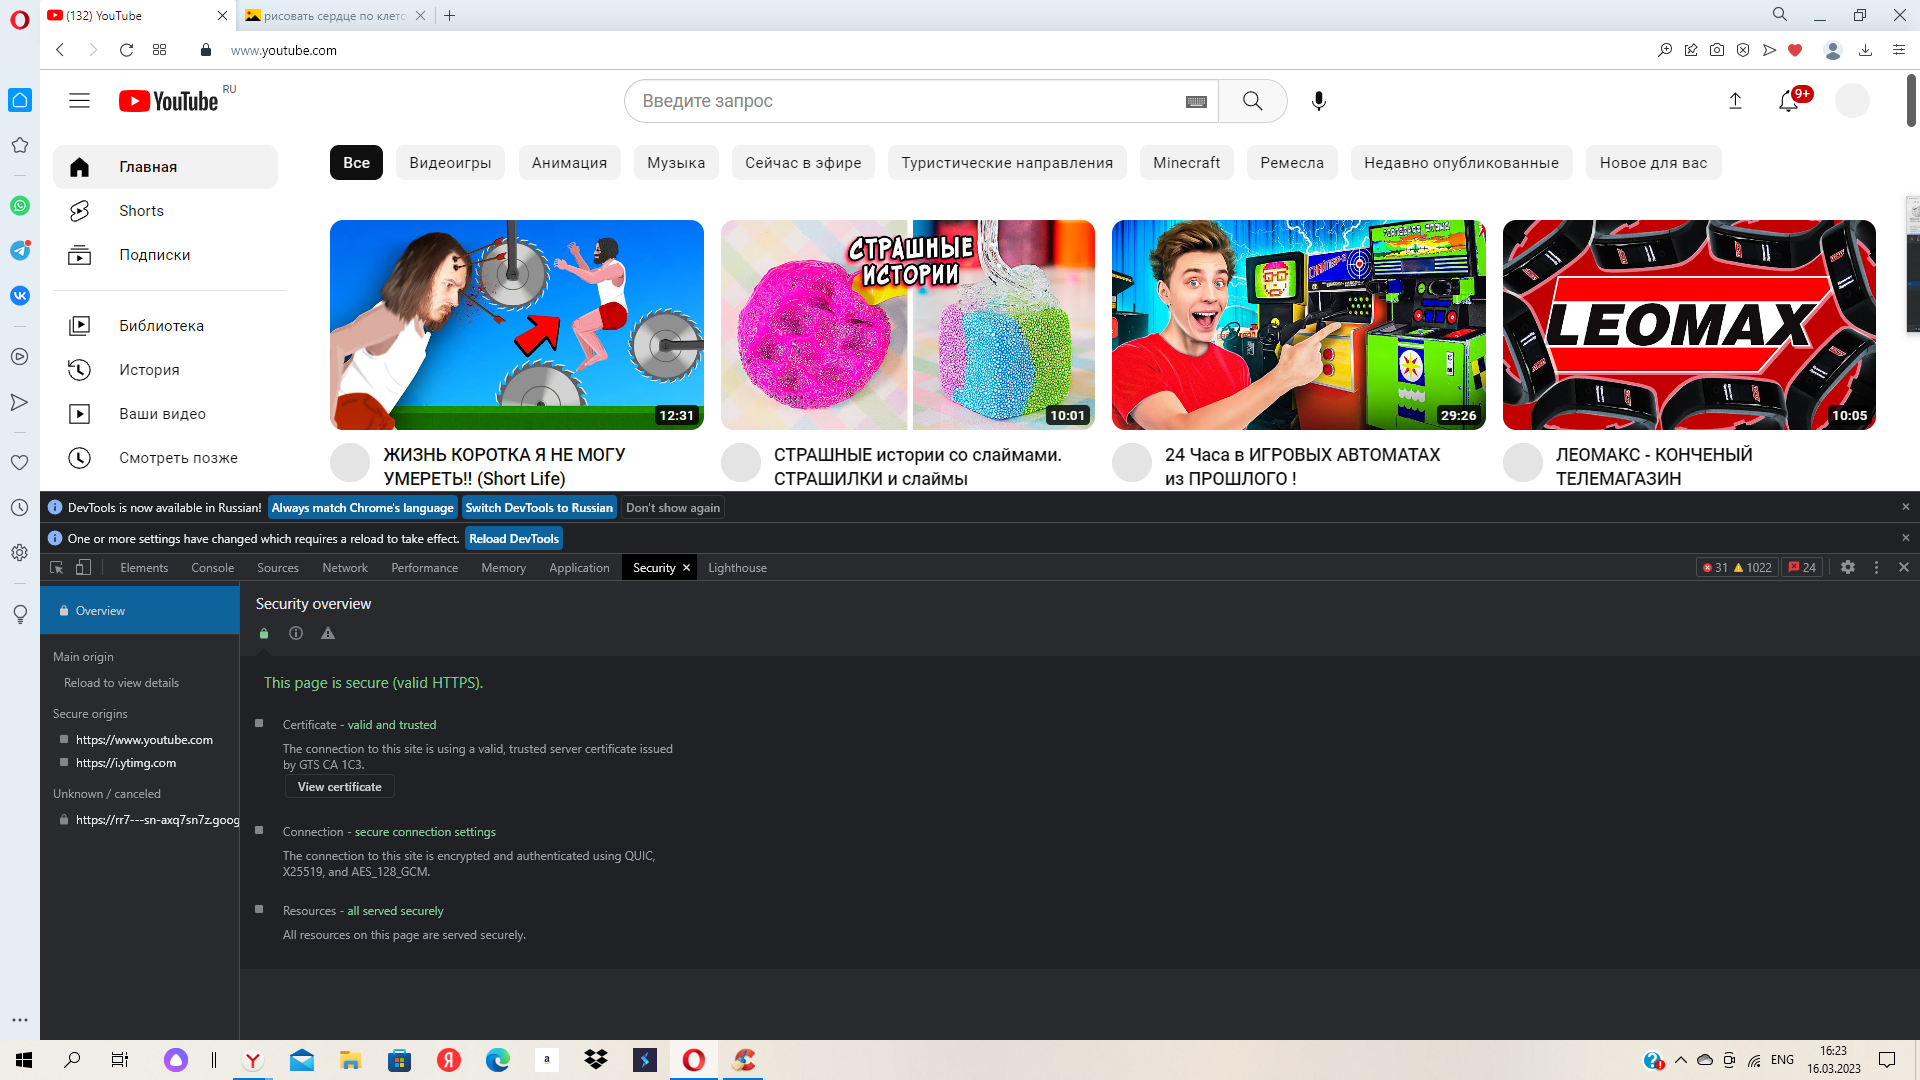 (132) YouTube
рисовать сердце по клето
www.youtube.com
YouTube RU
Введите запрос
9+
Главная
Shorts
Подписки
Библиотека
История
Ваши видео
Смотреть позже
Все Видеоигры Анимация Музыка Сейчас в эфире Туристические направления Minecraft Ремесла Недавно опубликованные Новое для вас
12:31
СТРАШНЫЕ
ИСТОРИИ
10:01
29:26
LEOMAX
10:05
ЖИЗНЬ КОРОТКА Я НЕ МОГУ
УМЕРЕТЬ!! (Short Life)
СТРАШНЫЕ истории со слаймами.
СТРАШИЛКИ и слаймы
24 Часа в ИГРОВЫХ АВТОМАТАХ
из ПРОШЛОГО !
ЛЕОМАКС - КОНЧЕНЫЙ
ТЕЛЕМАГАЗИН
DevTools is now available in Russian! Always match Chrome's language Switch DevTools to Russian Don't show again
One or more settings have changed which requires a reload to take effect. Reload DevTools
Elements Console Sources Network Performance Memory Application Security Lighthouse
31 1022 24
Overview
Main origin
Reload to view details
Secure origins
https://www.youtube.com
https://i.ytimg.com
Unknown / canceled
https://rr7---sn-axq7sn7z.goog
Security overview
This page is secure (valid HTTPS).
Certificate - valid and trusted
The connection to this site is using a valid, trusted server certificate issued
by GTS CA 1C3.
View certificate
Connection - secure connection settings
The connection to this site is encrypted and authenticated using QUIC,
X25519, and AES_128_GCM.
Resources - all served securely
All resources on this page are served securely.
ENG
16:23
16.03.2023